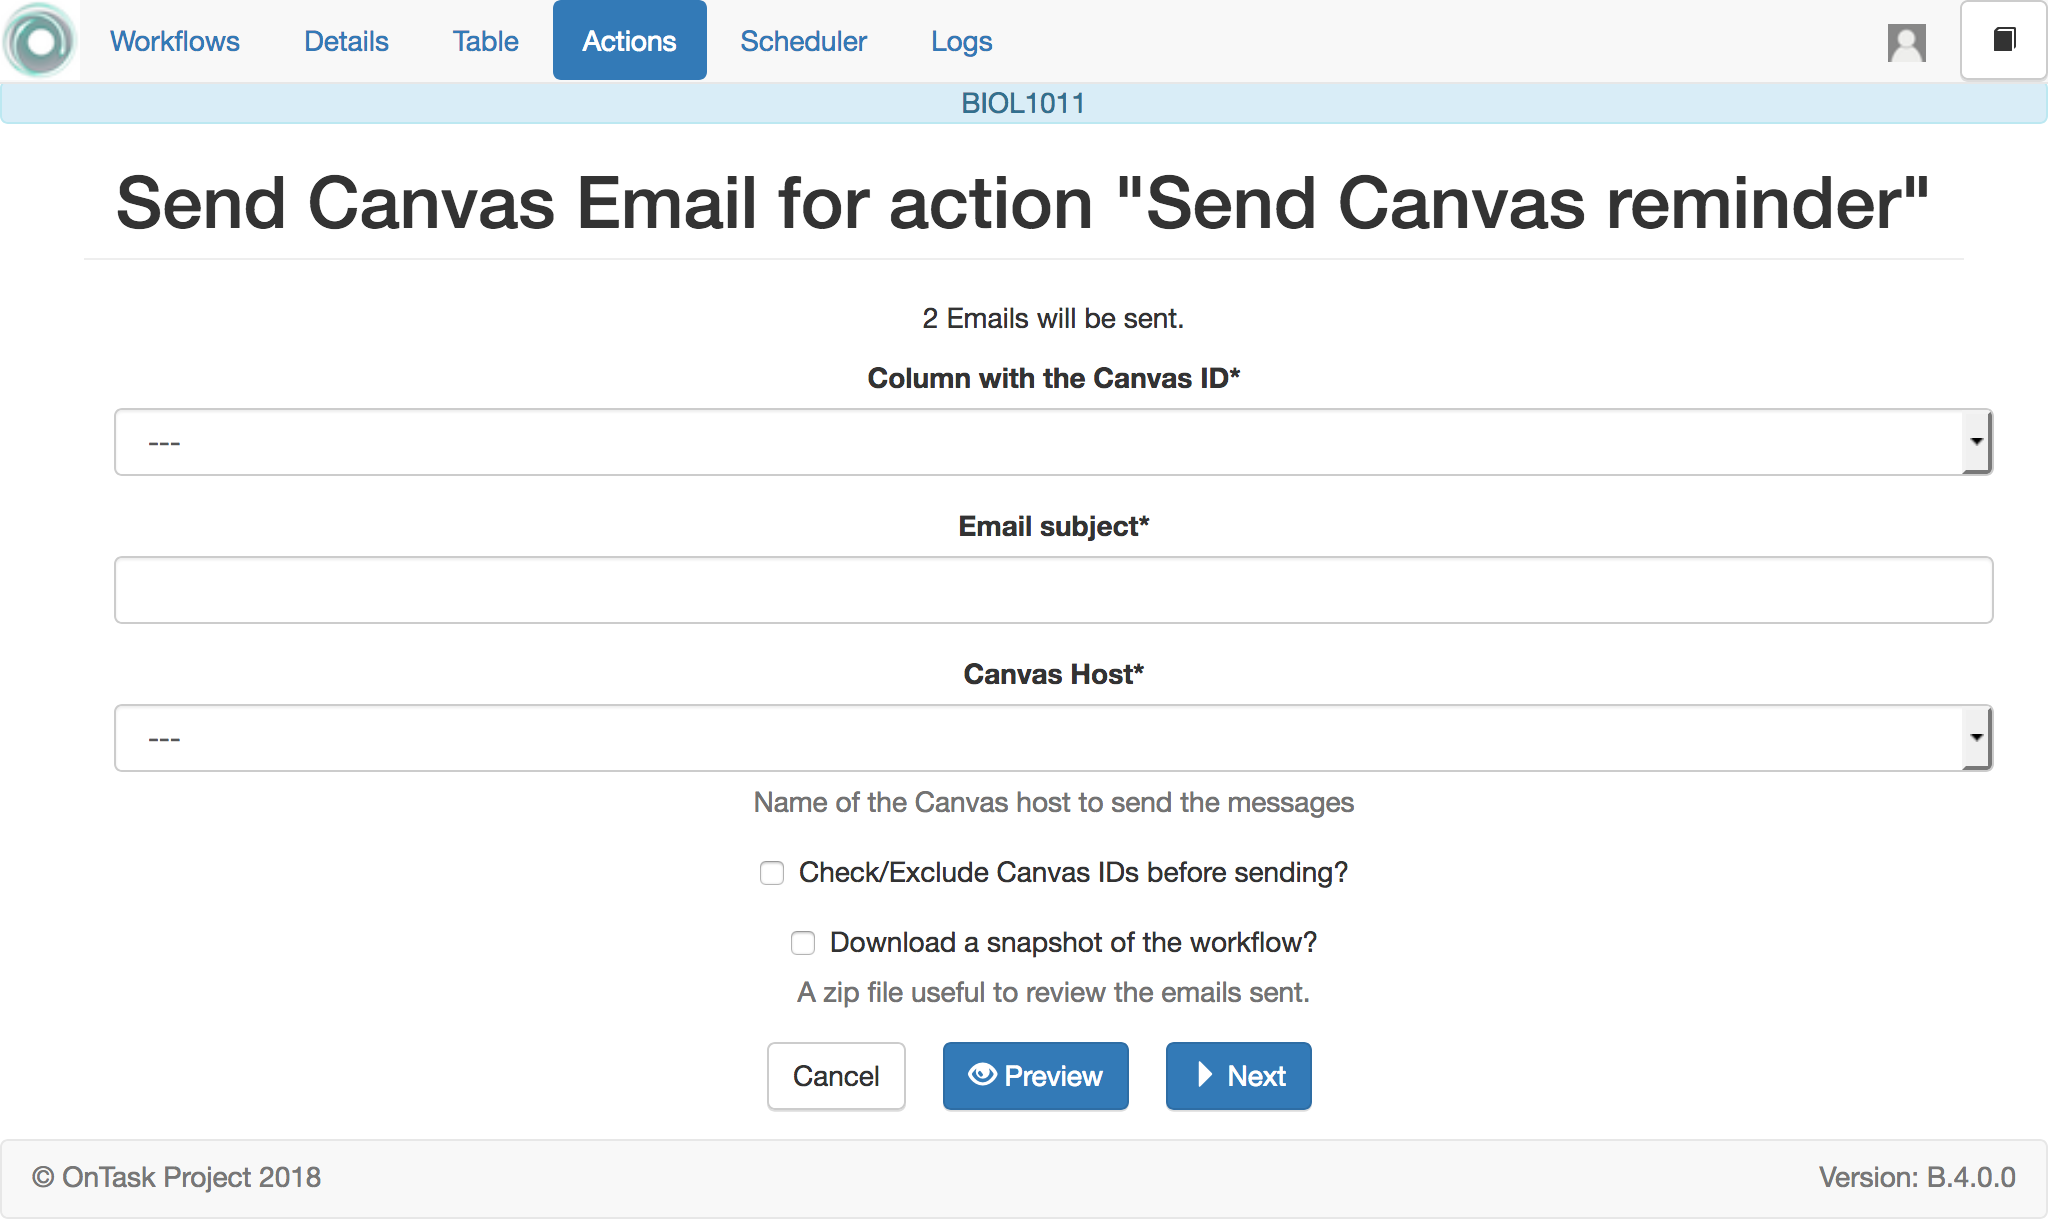 Workflows Details Table Actions Scheduler Logs
BIOL1011
Send Canvas Email for action "Send Canvas reminder"
2 Emails will be sent.
Column with the Canvas ID*
---
Email subject*
Canvas Host*
---
Name of the Canvas host to send the messages
Check/Exclude Canvas IDs before sending?
Download a snapshot of the workflow?
A zip file useful to review the emails sent.
Cancel Preview Next
© OnTask Project 2018 Version: B.4.0.0